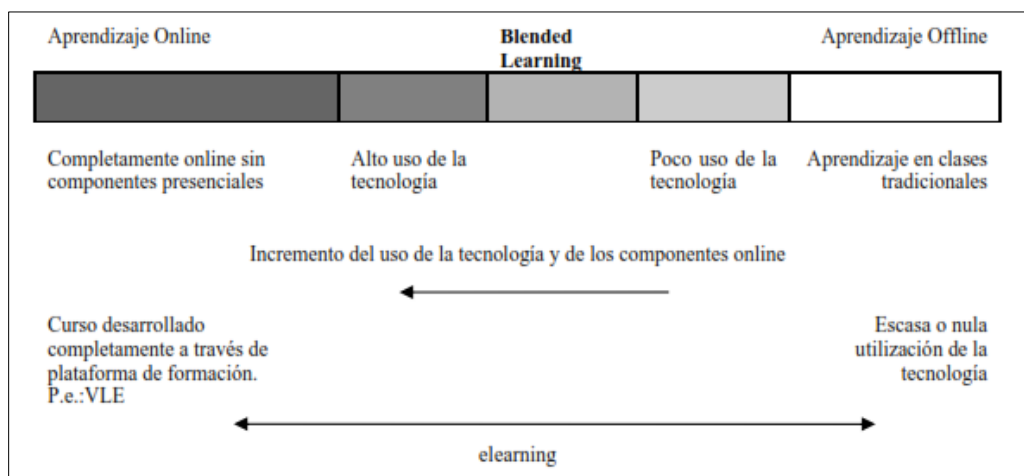 Aprendizaje Online
Blended
Learning
Aprendizaje Offline
Completamente online sin
componentes presenciales
Alto uso de la
tecnología
Poco uso de la
tecnología
Aprendizaje en clases
tradicionales
Incremento del uso de la tecnología y de los componentes online
Curso desarrollado
completamente a través de
plataforma de formación.
P.e.:VLE
Escasa o nula
utilización de la
tecnología
elearning